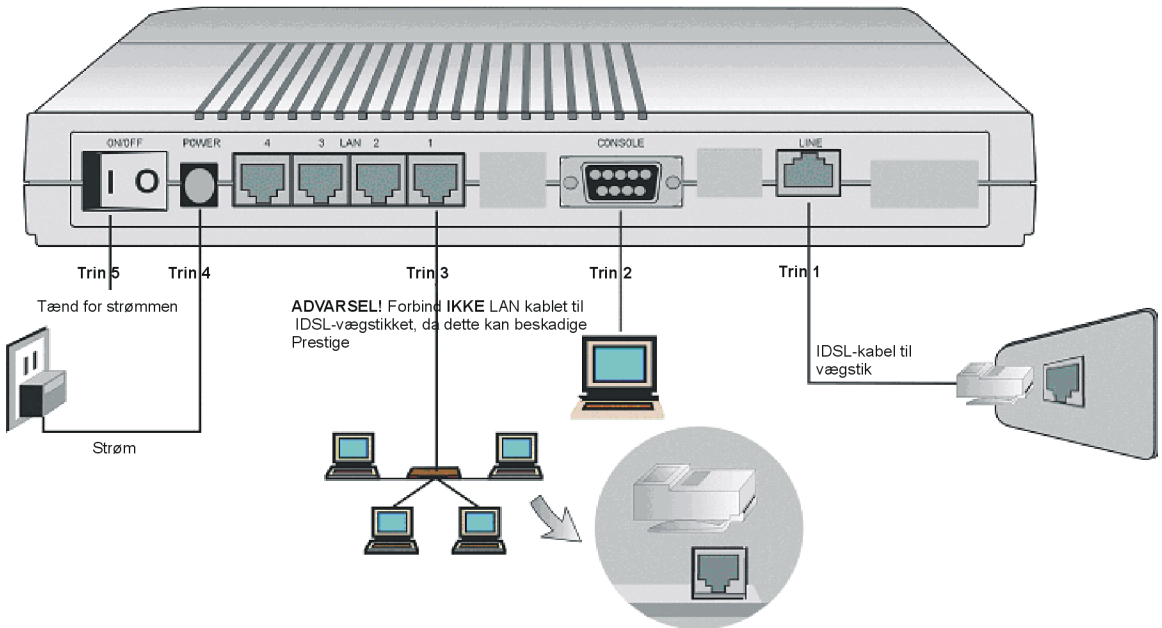 ON/OFF POWER 4 3 LAN 2 1 CONSOLE LINE
I O
Trin 5 Trin 4 Trin 3 Trin 2 Trin 1
Tænd for strømmen
ADVARSEL! Forbind IKKE LAN kablet til
IDSL-vægstikket, da dette kan beskadige
Prestige
IDSL-kabel til
vægstik
Strøm